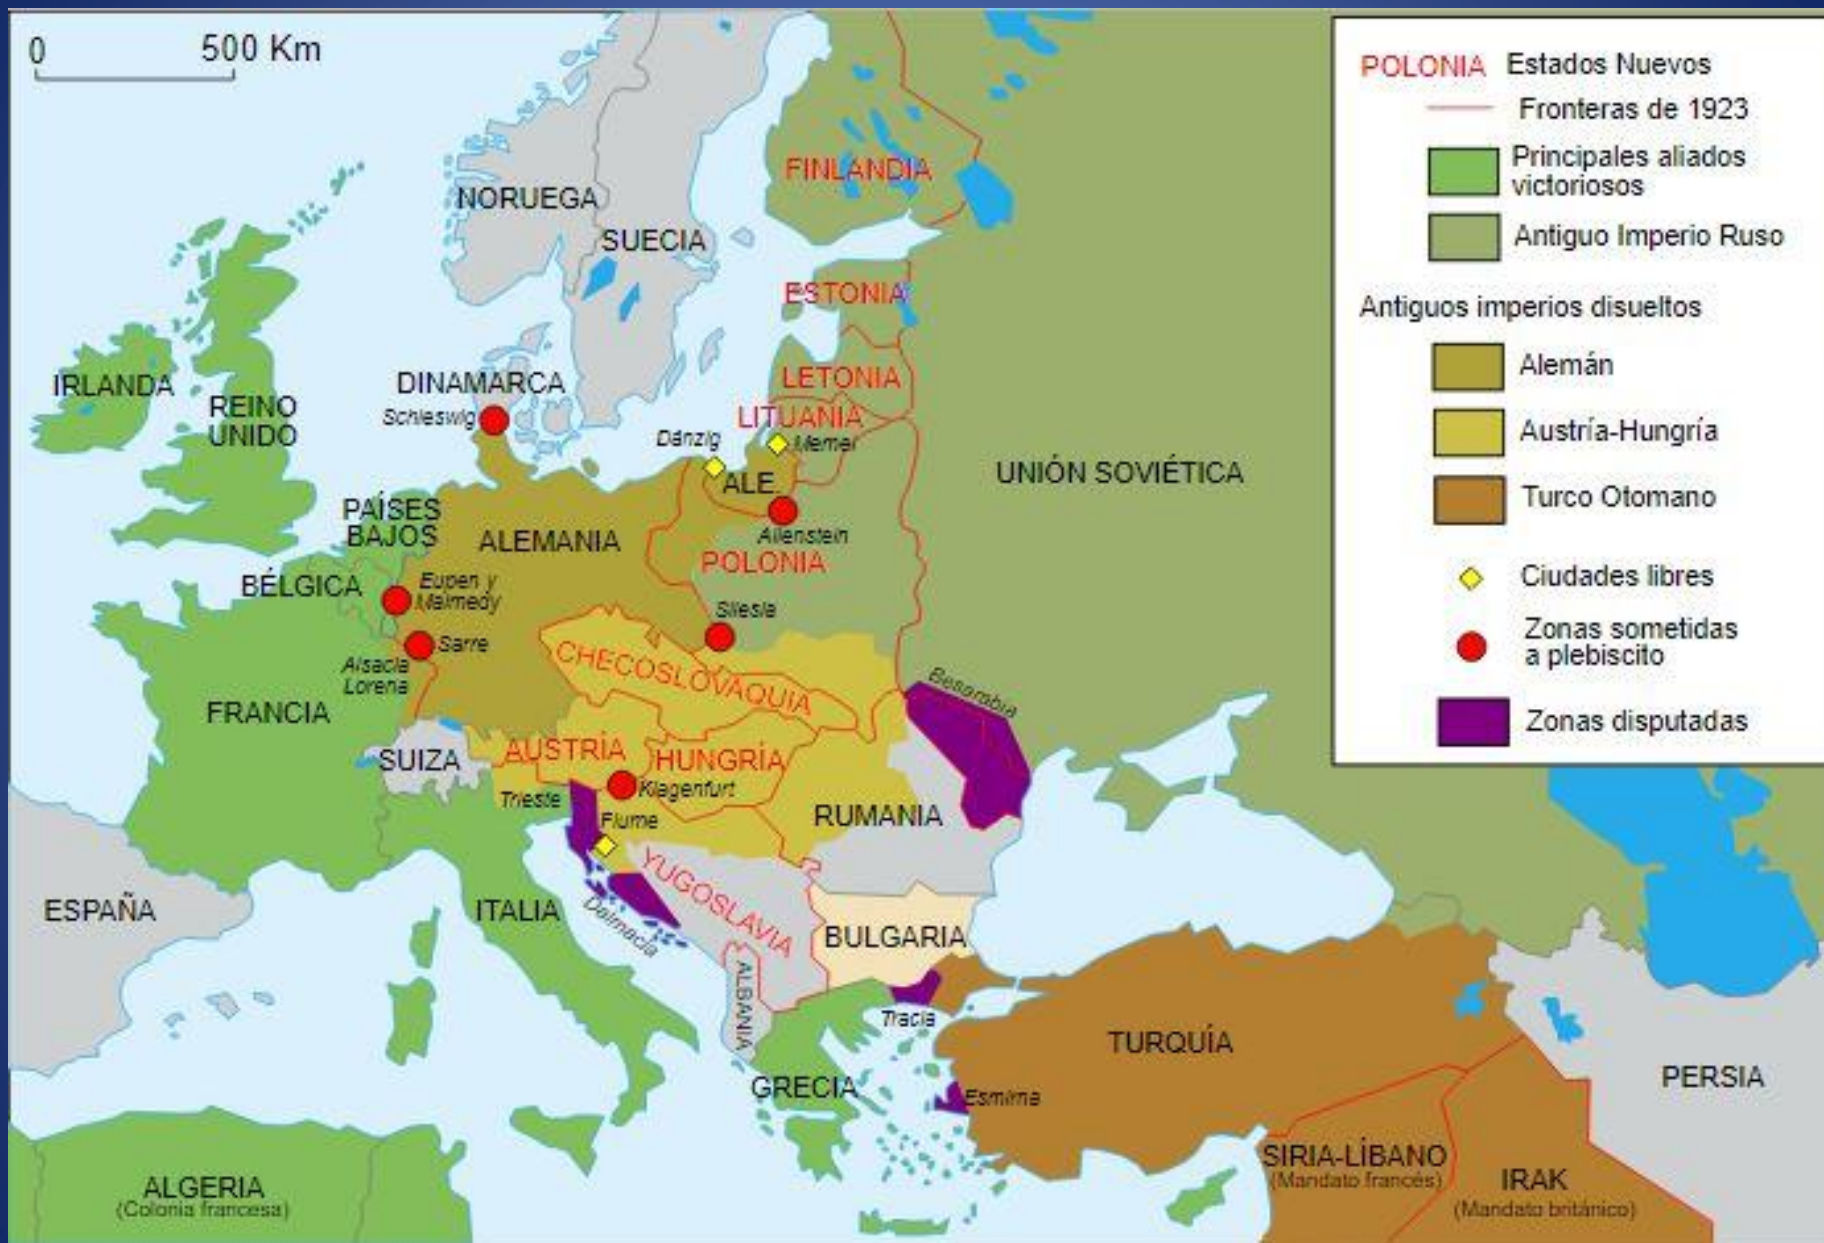 0 500 Km
POLONIA Estados Nuevos
Fronteras de 1923
Principales aliados
victoriosos
Antiguo Imperio Ruso
Antiguos imperios disueltos
Alemán
Austría-Hungría
Turco Otomano
Ciudades libres
Zonas sometidas
a plebiscito
Zonas disputadas
FINLANDIA
NORUEGA
SUECIA
ESTONIA
IRLANDA
REINO
UNIDO
DINAMARCA
Schleswig
LETONIA
LITUANIA
Dánzig
Memel
ALE.
Allenstein
UNIÓN SOVIÉTICA
PAÍSES
BAJOS
ALEMANIA
POLONIA
BÉLGICA
Eupen y
Malmedy
Silesia
Sarre
Alsacia
Lorena
CHECOSLOVAQUIA
Besarabia
FRANCIA
SUIZA
AUSTRÍA
HUNGRÍA
Trieste
Klagenfurt
Fiume
RUMANIA
YUGOSLAVIA
ESPAÑA
ITALIA
Dalmacia
BULGARIA
ALBANIA
Tracia
TURQUÍA
GRECIA
Esmirna
PERSIA
SIRIA-LÍBANO
(Mandato francés)
IRAK
(Mandato británico)
ALGERIA
(Colonia francesa)